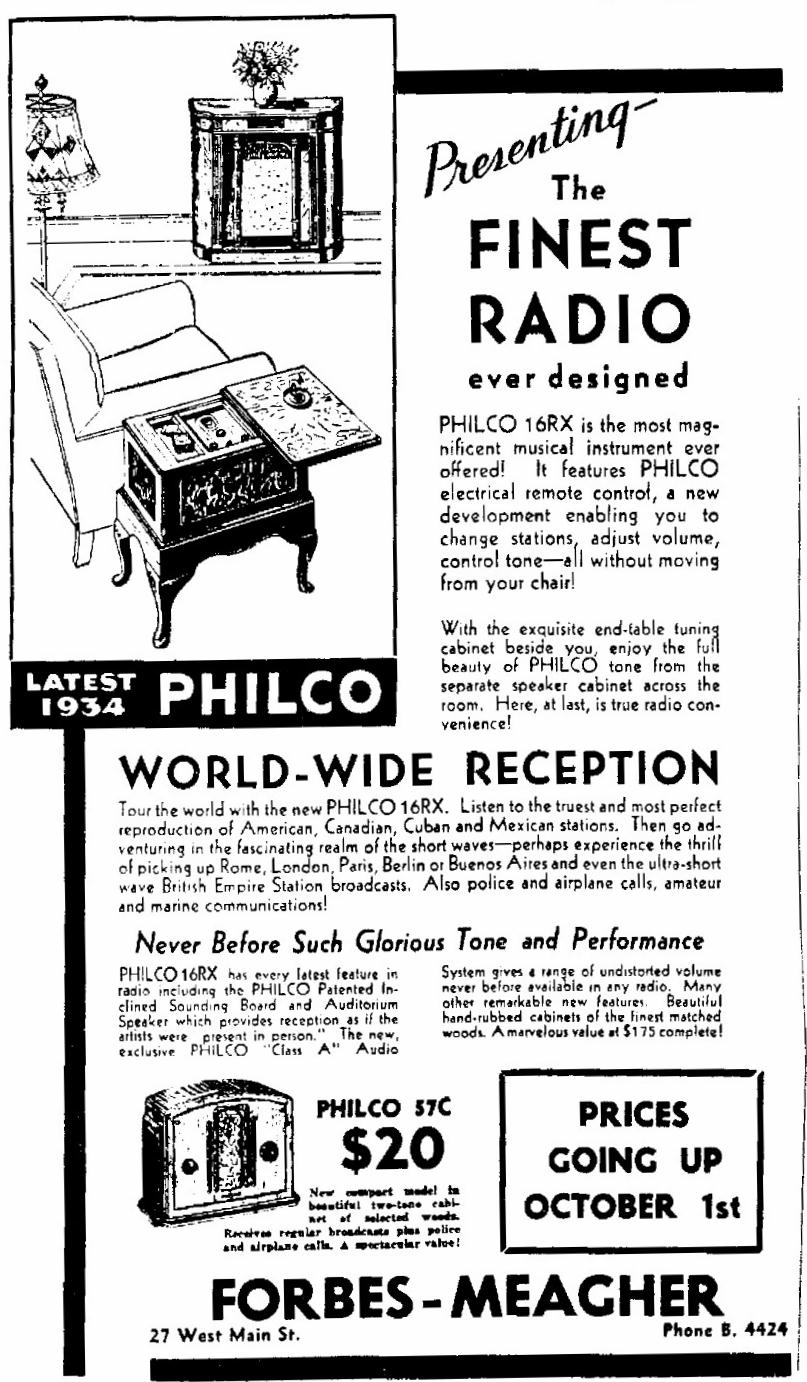 Presenting—
The
FINEST
RADIO
ever designed
PHILCO 16RX is the most mag-
nificent musical instrument ever
offered! It features PHILCO
electrical remote control, a new
development enabling you to
change stations, adjust volume,
control tone—all without moving
from your chair!
With the exquisite end-table tuning
cabinet beside you, enjoy the full
beauty of PHILCO tone from the
separate speaker cabinet across the
room. Here, at last, is true radio con-
venience!
LATEST
1934
PHILCO
WORLD-WIDE RECEPTION
Tour the world with the new PHILCO 16RX. Listen to the truest and most perfect
reproduction of American, Canadian, Cuban and Mexican stations. Then go ad-
venturing in the fascinating realm of the short waves—perhaps experience the thrill
of picking up Rome, London, Paris, Berlin or Buenos Aires and even the ultra-short
wave British Empire Station broadcasts. Also police and airplane calls, amateur
and marine communications!
Never Before Such Glorious Tone and Performance
PHILCO 16RX has every latest feature in
radio including the PHILCO Patented In-
clined Sounding Board and Auditorium
Speaker which provides reception as if the
artists were present in person." The new,
exclusive PHILCO "Class A" Audio
System gives a range of undistorted volume
never before available in any radio. Many
other remarkable new features. Beautiful
hand-rubbed cabinets of the finest matched
woods. A marvelous value at $175 complete!
PHILCO 57C
$20
New compact model in
beautiful two-tone cabi-
net of selected woods.
Receives regular broadcasts plus police
and airplane calls. A spectacular value!
PRICES
GOING UP
OCTOBER 1st
FORBES-MEAGHER
27 West Main St.
Phone B. 4424